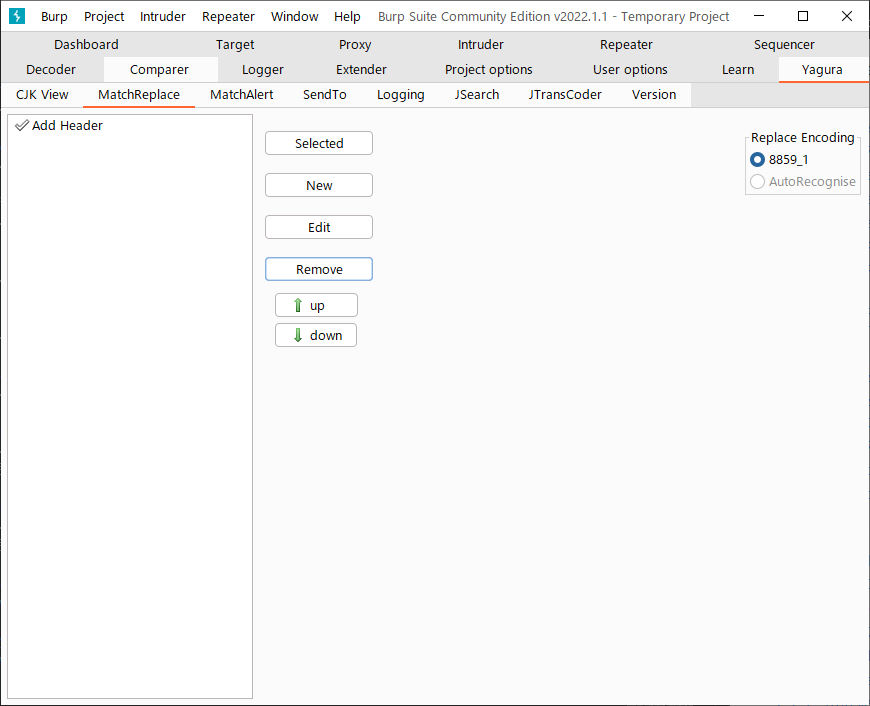 Burp Project Intruder Repeater Window Help Burp Suite Community Edition v2022.1.1 - Temporary Project
Dashboard Target Proxy Intruder Repeater Sequencer
Decoder Comparer Logger Extender Project options User options Learn Yagura
CJK View MatchReplace MatchAlert SendTo Logging JSearch JTransCoder Version
Add Header
Selected
New
Edit
Remove
up
down
Replace Encoding
8859_1
AutoRecognise